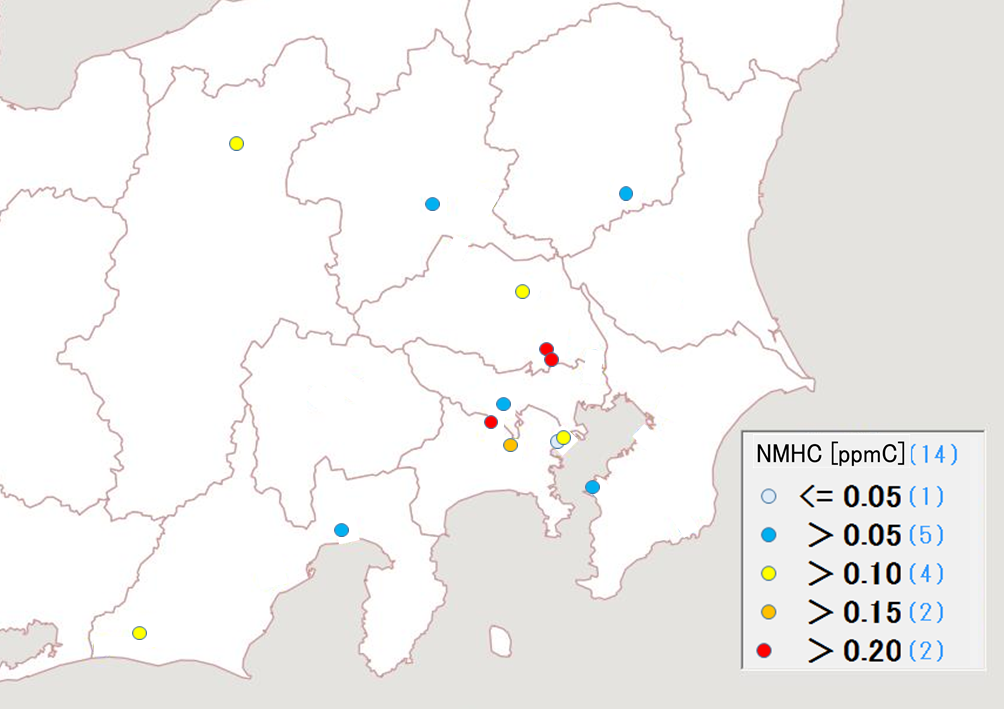 NMHC [ppmC](14)
<= 0.05 (1)
> 0.05 (5)
> 0.10 (4)
> 0.15 (2)
> 0.20 (2)